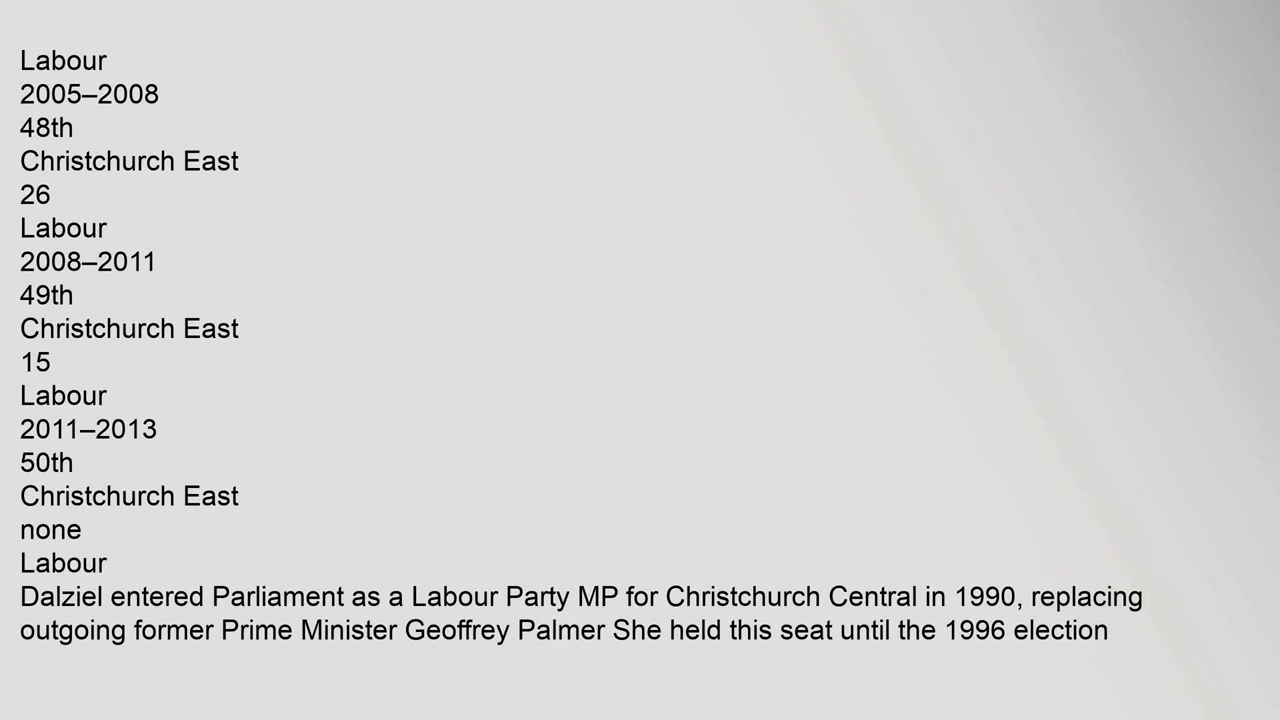 Labour
2005–2008
48th
Christchurch East
26
Labour
2008–2011
49th
Christchurch East
15
Labour
2011–2013
50th
Christchurch East
none
Labour
Dalziel entered Parliament as a Labour Party MP for Christchurch Central in 1990, replacing
outgoing former Prime Minister Geoffrey Palmer She held this seat until the 1996 election